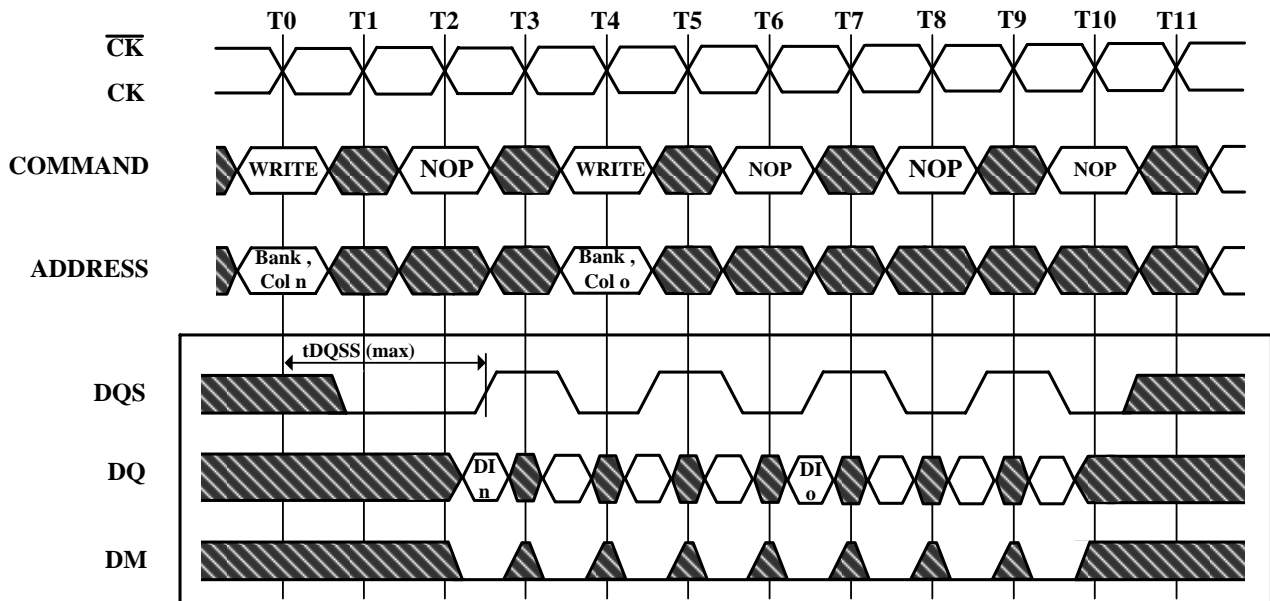 T0 T1 T2 T3 T4 T5 T6 T7 T8 T9 T10 T11
CK
CK
COMMAND WRITE NOP WRITE NOP NOP NOP
ADDRESS Bank , Col n Bank , Col o
tDQSS (max)
DQS
DQ DI n DI o
DM